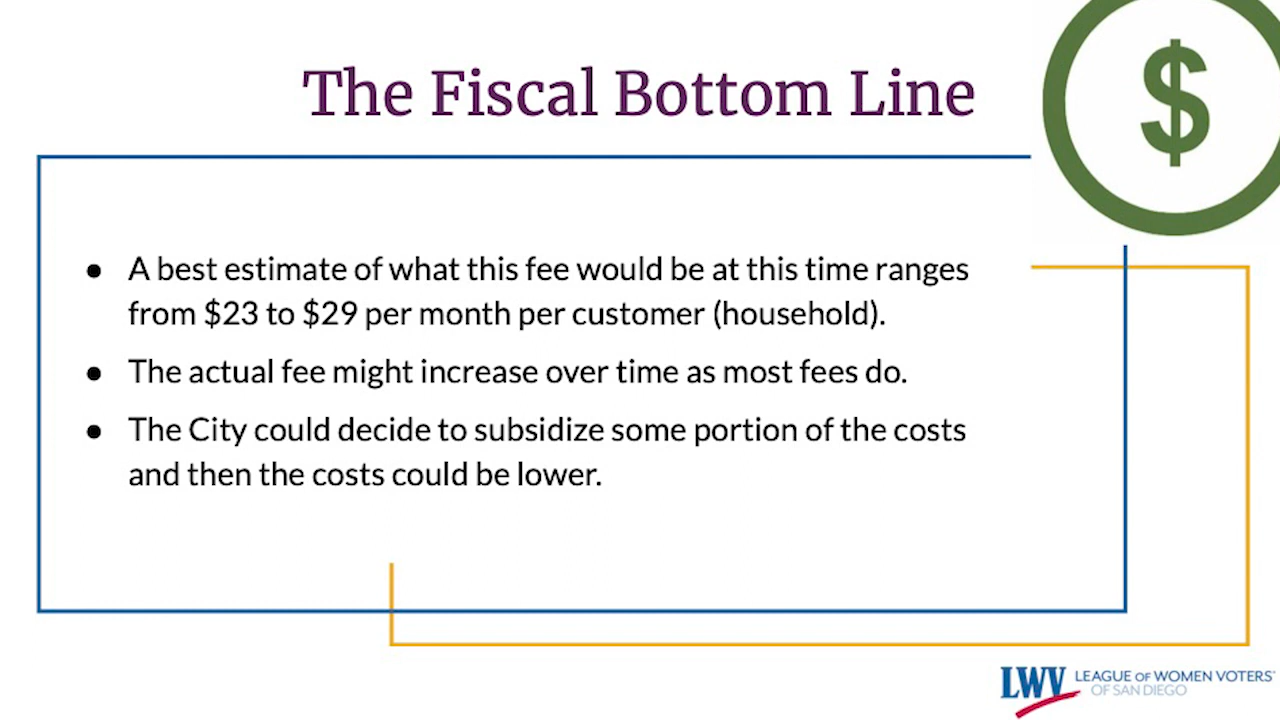 The Fiscal Bottom Line
$
● A best estimate of what this fee would be at this time ranges
from $23 to $29 per month per customer (household).
● The actual fee might increase over time as most fees do.
● The City could decide to subsidize some portion of the costs
and then the costs could be lower.
LWV LEAGUE OF WOMEN VOTERS®
OF SAN DIEGO